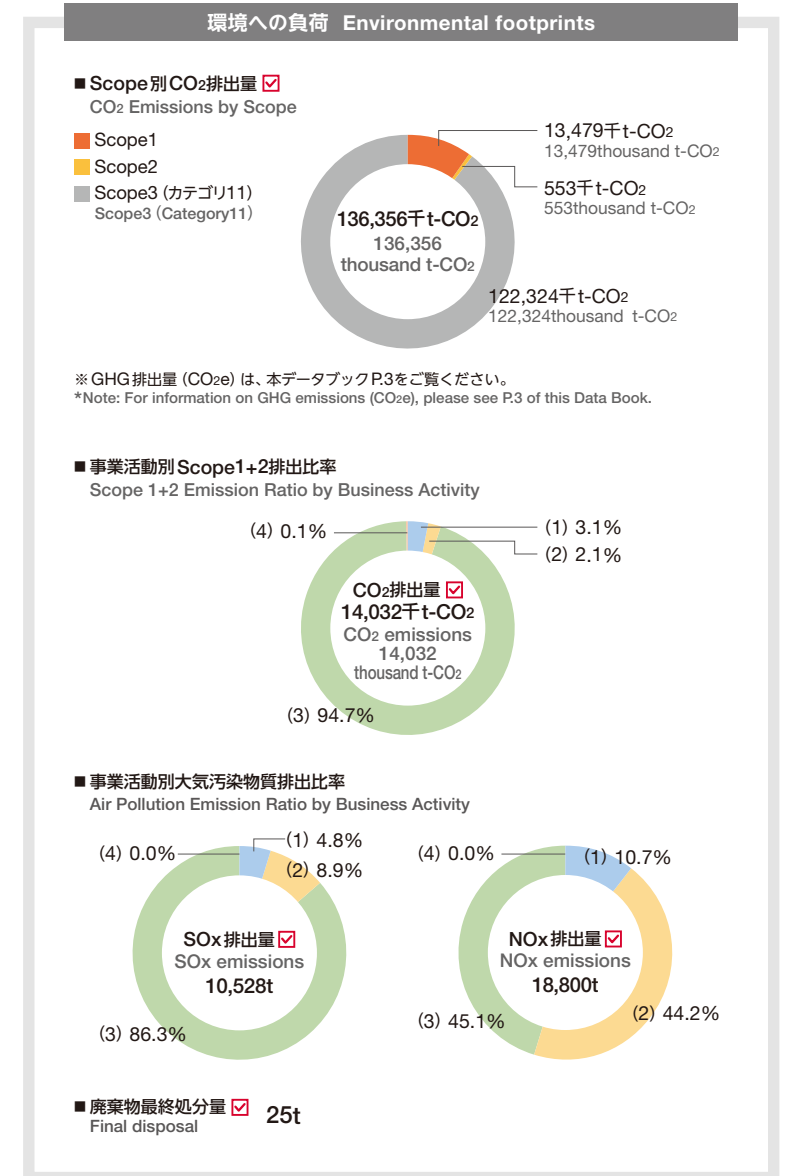 環境への負荷 Environmental footprints
■ Scope別CO2排出量 ☑
CO2 Emissions by Scope
Scope1
Scope2
Scope3（カテゴリ11）
Scope3（Category11）
13,479千t-CO2
13,479thousand t-CO2
553千t-CO2
553thousand t-CO2
136,356千t-CO2
136,356
thousand t-CO2
122,324千t-CO2
122,324thousand t-CO2
※GHG排出量（CO2e）は、本データブックP.3をご覧ください。
*Note: For information on GHG emissions (CO2e), please see P.3 of this Data Book.
■ 事業活動別Scope1+2排出比率
Scope 1+2 Emission Ratio by Business Activity
(4) 0.1%
(1) 3.1%
(2) 2.1%
CO2排出量 ☑
14,032千t-CO2
CO2 emissions
14,032
thousand t-CO2
(3) 94.7%
■ 事業活動別大気汚染物質排出比率
Air Pollution Emission Ratio by Business Activity
(4) 0.0%
(1) 4.8%
(2) 8.9%
SOx排出量 ☑
SOx emissions
10,528t
(3) 86.3%
(4) 0.0%
(1) 10.7%
NOx排出量 ☑
NOx emissions
18,800t
(2) 44.2%
(3) 45.1%
■ 廃棄物最終処分量 ☑ 25t
Final disposal